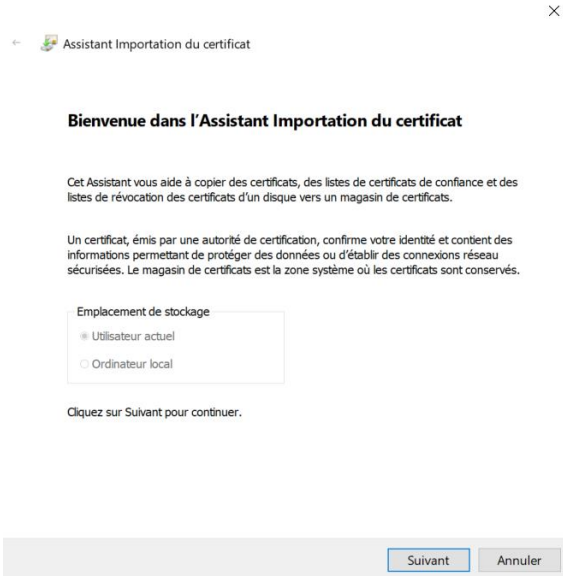 Assistant Importation du certificat
Bienvenue dans l'Assistant Importation du certificat
Cet Assistant vous aide à copier des certificats, des listes de certificats de confiance et des
listes de révocation des certificats d'un disque vers un magasin de certificats.
Un certificat, émis par une autorité de certification, confirme votre identité et contient des
informations permettant de protéger des données ou d'établir des connexions réseau
sécurisées. Le magasin de certificats est la zone système où les certificats sont conservés.
Emplacement de stockage
Utilisateur actuel
Ordinateur local
Cliquez sur Suivant pour continuer.
Suivant Annuler